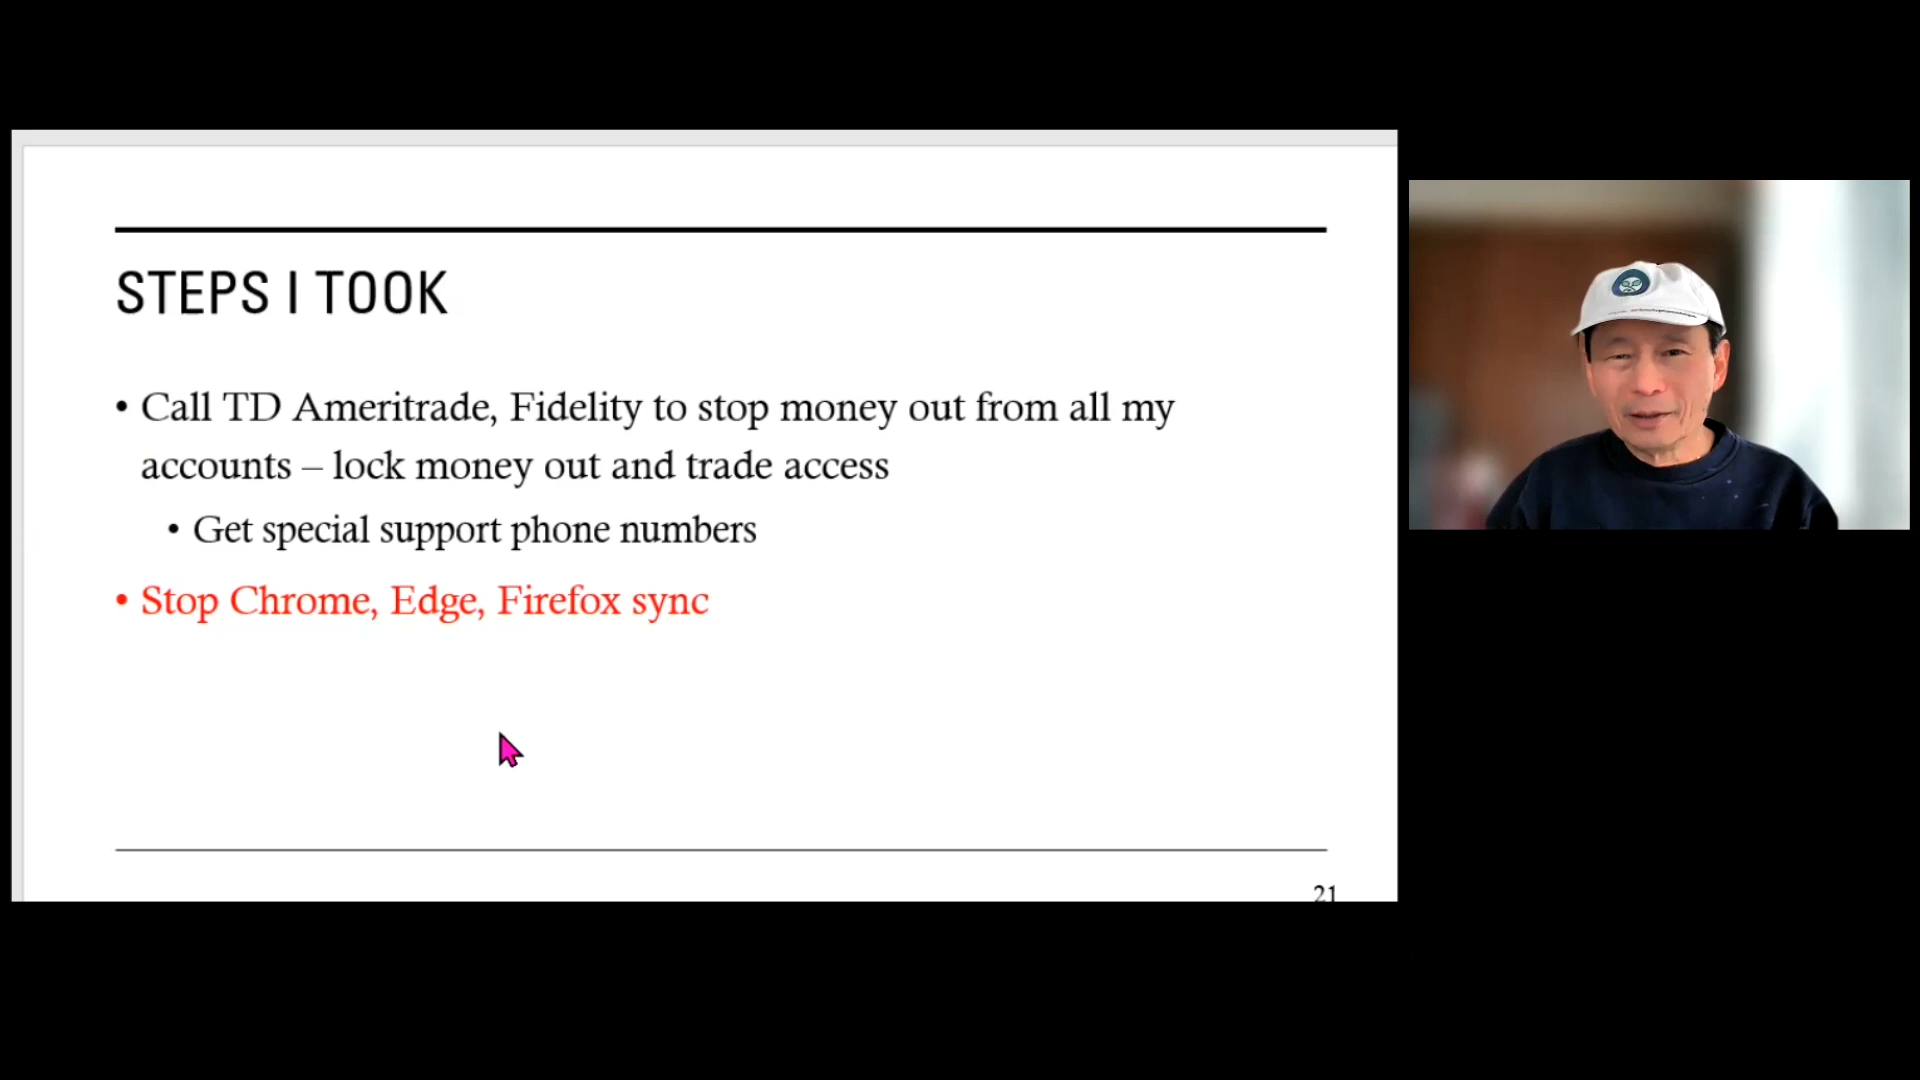 STEPS I TOOK
• Call TD Ameritrade, Fidelity to stop money out from all my
accounts – lock money out and trade access
• Get special support phone numbers
• Stop Chrome, Edge, Firefox sync
21